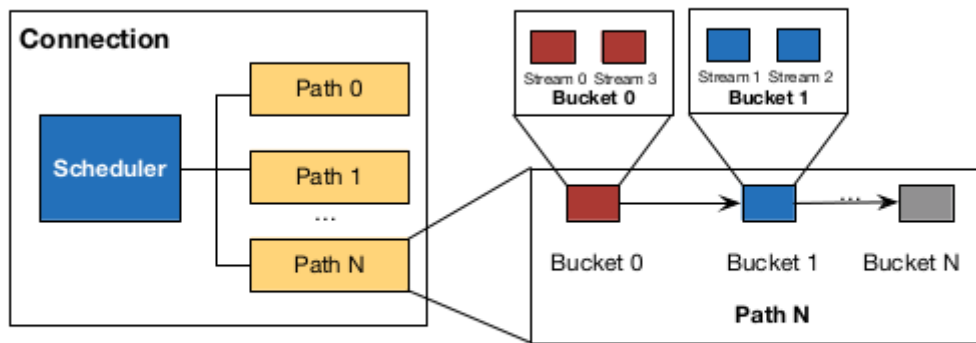 Connection
Scheduler
Path 0
Path 1
...
Path N
Stream 0 Stream 3
Bucket 0
Stream 1 Stream 2
Bucket 1
...
Bucket 0
Bucket 1
Bucket N
Path N